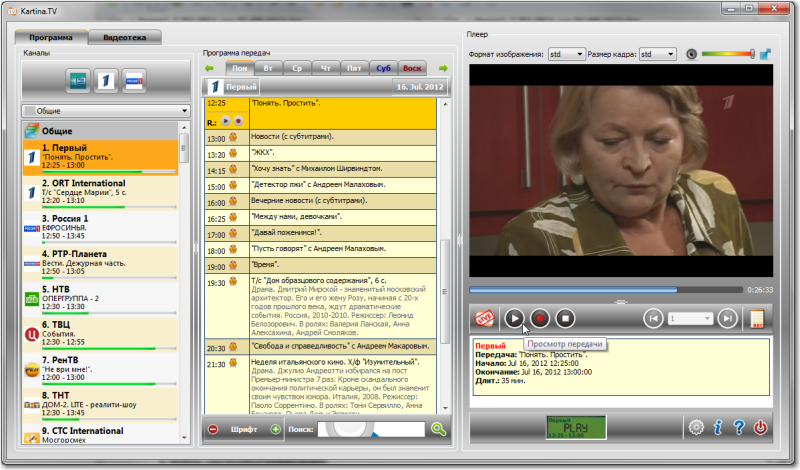 Kartina.TV
Программа
Видеотека
Каналы
Общие
Общие
1. Первый
"Понять. Простить".
12:25 - 13:00
2. ORT International
Т/с "Сердце Марии", 5 с.
12:20 - 13:10
3. Россия 1
ЕФРОСИНЬЯ.
12:50 - 13:45
4. РТР-Планета
Вести. Дежурная часть.
12:50 - 13:05
5. НТВ
ОПЕРГРУППА - 2
12:30 - 13:30
6. ТВЦ
События.
12:30 - 12:55
7. РенТВ
"Не ври мне!".
12:00 - 13:00
8. ТНТ
ДОМ-2. LITE - реалити-шоу
12:30 - 13:45
9. СТС International
Мосгорсмех
Программа передач
Пон
Вт
Ср
Чт
Пят
Суб
Воск
Первый
16. Jul. 2012
12:25 "Понять. Простить".
R.:
13:00 Новости (с субтитрами).
13:20 "ЖКХ".
14:15 "Хочу знать" с Михаилом Ширвиндтом.
15:00 "Детектор лжи" с Андреем Малаховым.
16:00 Вечерние новости (с субтитрами).
16:25 "Между нами, девочками".
17:00 "Давай поженимся!".
18:00 "Пусть говорят" с Андреем Малаховым.
19:00 "Время".
19:30 Т/с "Дом образцового содержания", 6 с.
Драма. Дмитрий Мирской - знаменитый московский
архитектор. Его и его жену Розу, начиная с 20-х
годов прошлого века, ждут драматические
события. Россия, 2010-2010. Режиссер: Леонид
Белозорович. В ролях: Валерия Ланская, Анна
Алексахина, Андрей Смоляков.
20:30 "Свобода и справедливость" с Андреем Макаровым.
21:30 Неделя итальянского кино. Х/ф "Изумительный".
Драма. Джулио Андреотти избирался на пост
Премьер-министра 7 раз. Кроме скандального
окончания политической карьеры, он был знаменит
своим чувством юмора. Италия, 2008. Режиссер:
Паоло Соррентино. В ролях: Тони Сервилло, Анна
Шрифт
Поиск:
Плеер
Формат изображения:
std
Размер кадра:
std
0:26:33
LIVE
1
Просмотр передачи
Первый
Передача: "Понять. Простить".
Начало: Jul 16, 2012 12:25:00
Окончание: Jul 16, 2012 13:00:00
Длит.: 35 мин.
Первый
PLAY
12:25 - 13:00